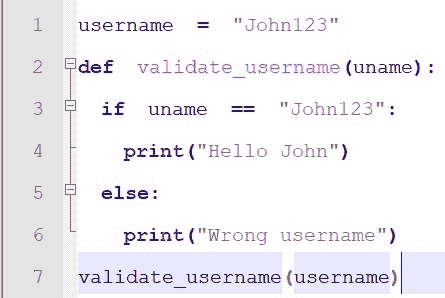 1 username = "John123"
2 def validate_username(uname):
3 if uname == "John123":
4 print("Hello John")
5 else:
6 print("Wrong username")
7 validate_username(username)